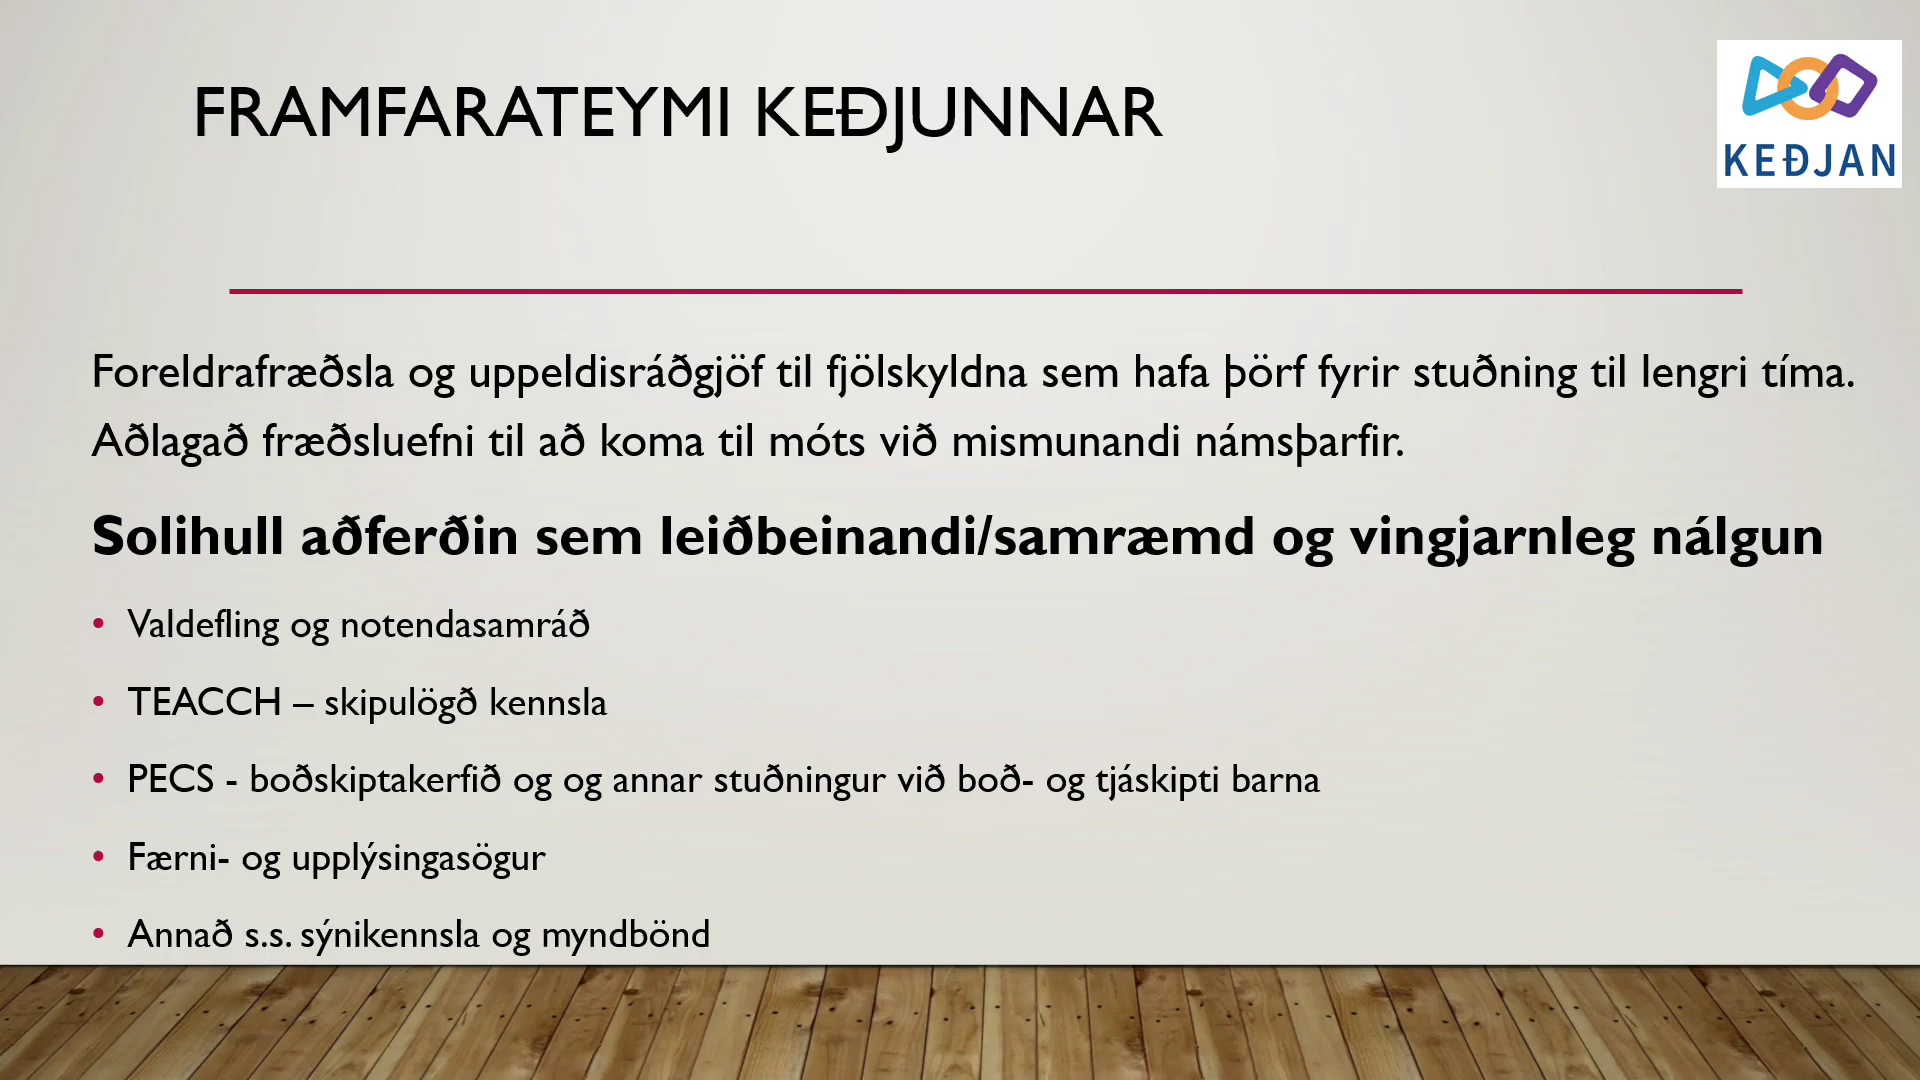 FRAMFARATEYMI KEÐJUNNAR
KEÐJAN
Foreldrafræðsla og uppeldisráðgjöf til fjölskyldna sem hafa þörf fyrir stuðning til lengri tíma.
Aðlagað fræðsluefni til að koma til móts við mismunandi námsþarfir.
Solihull aðferðin sem leiðbeinandi/samræmd og vingjarnleg nálgun
• Valdefling og notendasamráð
• TEACCH – skipulögð kennsla
• PECS - boðskiptakerfið og og annar stuðningur við boð- og tjáskipti barna
• Færni- og upplýsingasögur
• Annað s.s. sýnikennsla og myndbönd